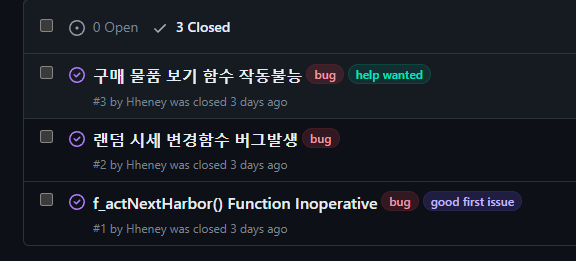 0 Open 3 Closed
구매 물품 보기 함수 작동불능 bug help wanted
#3 by Hheney was closed 3 days ago
랜덤 시세 변경함수 버그발생 bug
#2 by Hheney was closed 3 days ago
f_actNextHarbor() Function Inoperative bug good first issue
#1 by Hheney was closed 3 days ago